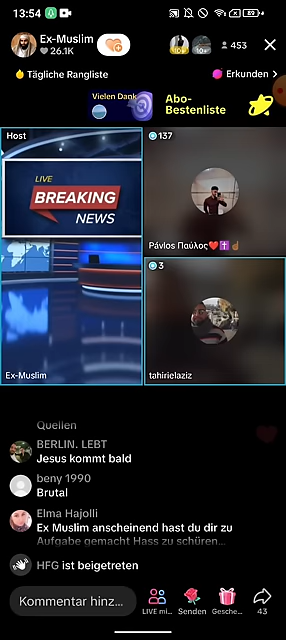 13:54
89
Ex-Muslim
26.1K
10+
453
Tägliche Rangliste
Erkunden >
Vielen Dank
Abo-
Bestenliste
Host
LIVE
BREAKING
NEWS
Ex-Muslim
137
Pávlos Παύλος❤️✝️☝🏽
3
tahirielaziz
Quellen
BERLIN. LEBT
Jesus kommt bald
beny 1990
Brutal
Elma Hajolli
Ex Muslim anscheinend hast du dir zu
Aufgabe gemacht Hass zu schüren...
HFG ist beigetreten
Kommentar hinz...
LIVE mi...
Senden
Gesche...
43